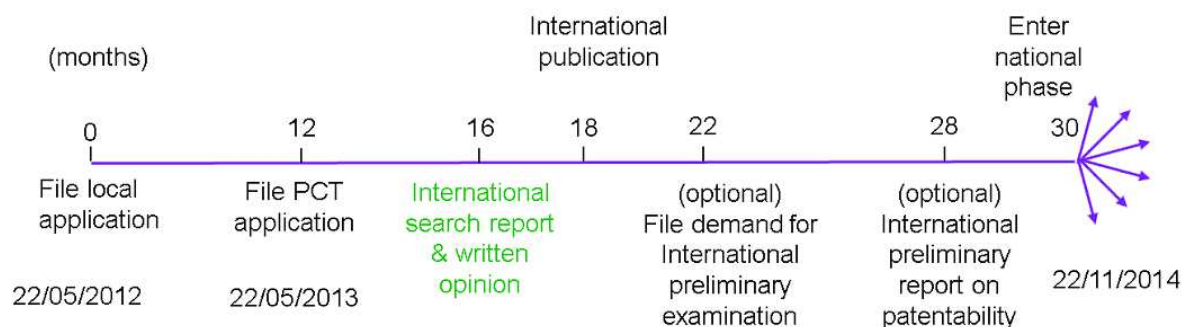 (months)
International
publication
Enter
national
phase
0
12
16
18
22
28
30
File local
application
File PCT
application
International
search report
& written
opinion
(optional)
File demand for
International
preliminary
examination
(optional)
International
preliminary
report on
patentability
22/05/2012
22/05/2013
22/11/2014